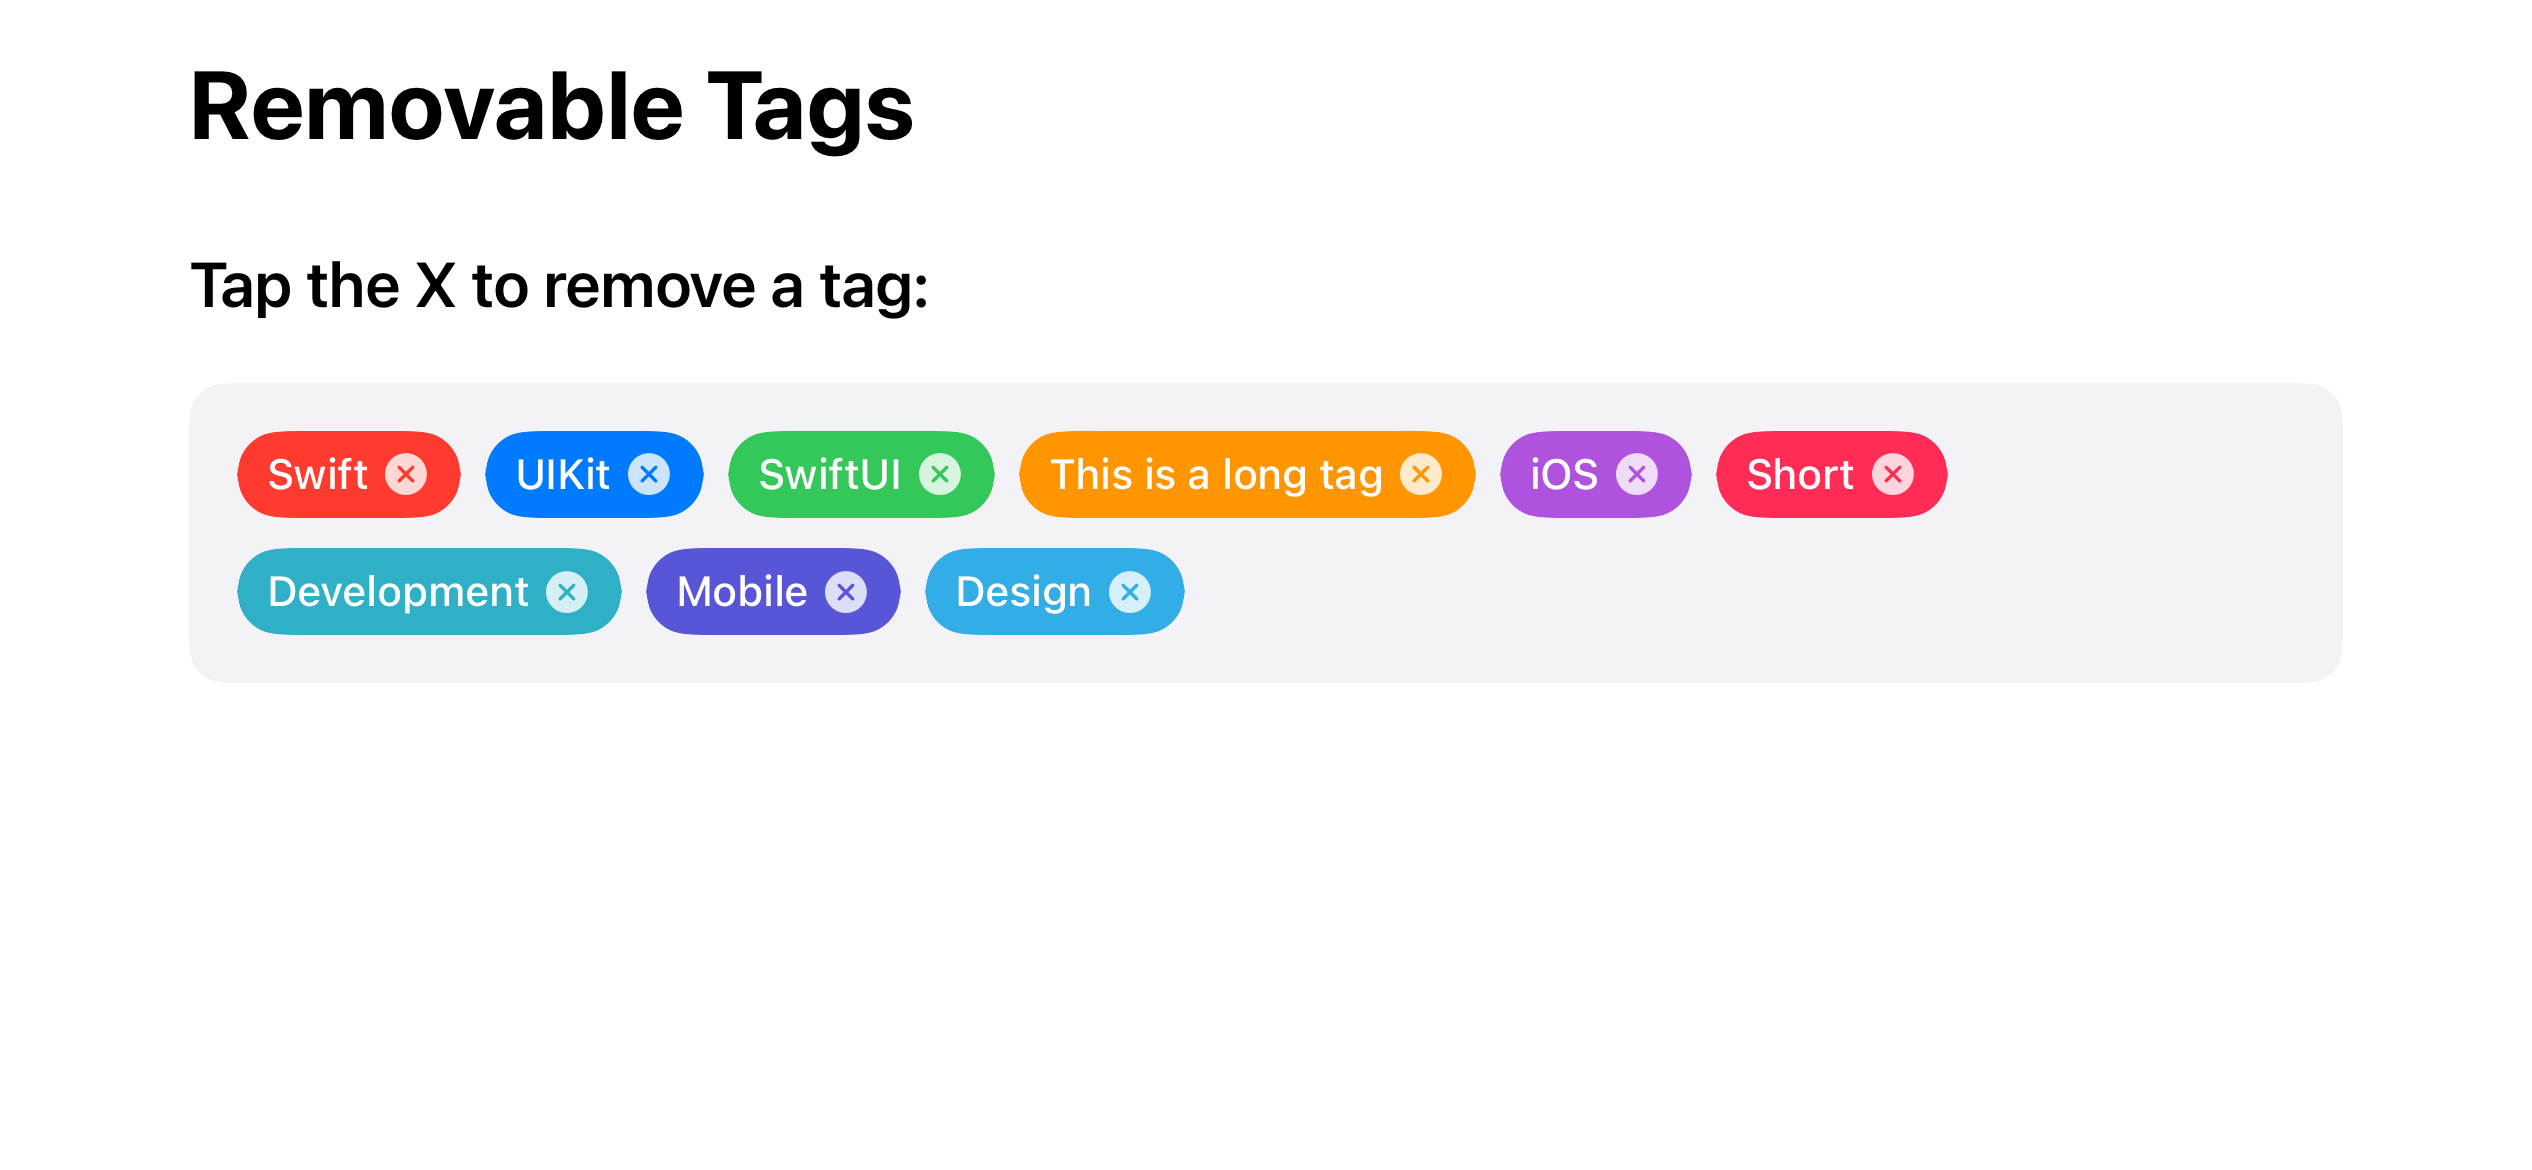 Removable Tags
Tap the X to remove a tag:
Swift UIKit SwiftUI This is a long tag iOS Short
Development Mobile Design